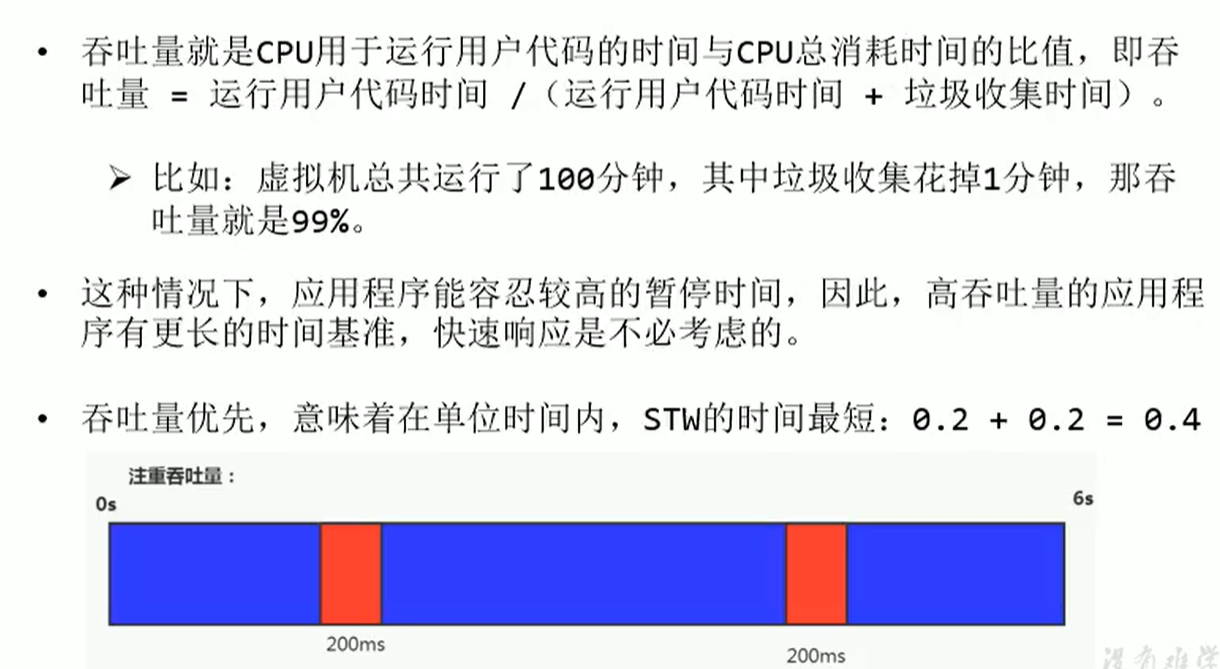 • 吞吐量就是CPU用于运行用户代码的时间与CPU总消耗时间的比值，即吞
吐量 = 运行用户代码时间 /（运行用户代码时间 + 垃圾收集时间）。
➢ 比如：虚拟机总共运行了100分钟，其中垃圾收集花掉1分钟，那吞
吐量就是99%。
• 这种情况下，应用程序能容忍较高的暂停时间，因此，高吞吐量的应用程
序有更长的时间基准，快速响应是不必考虑的。
• 吞吐量优先，意味着在单位时间内，STW的时间最短：0.2 + 0.2 = 0.4
注重吞吐量：
0s
6s
200ms
200ms
没有难学